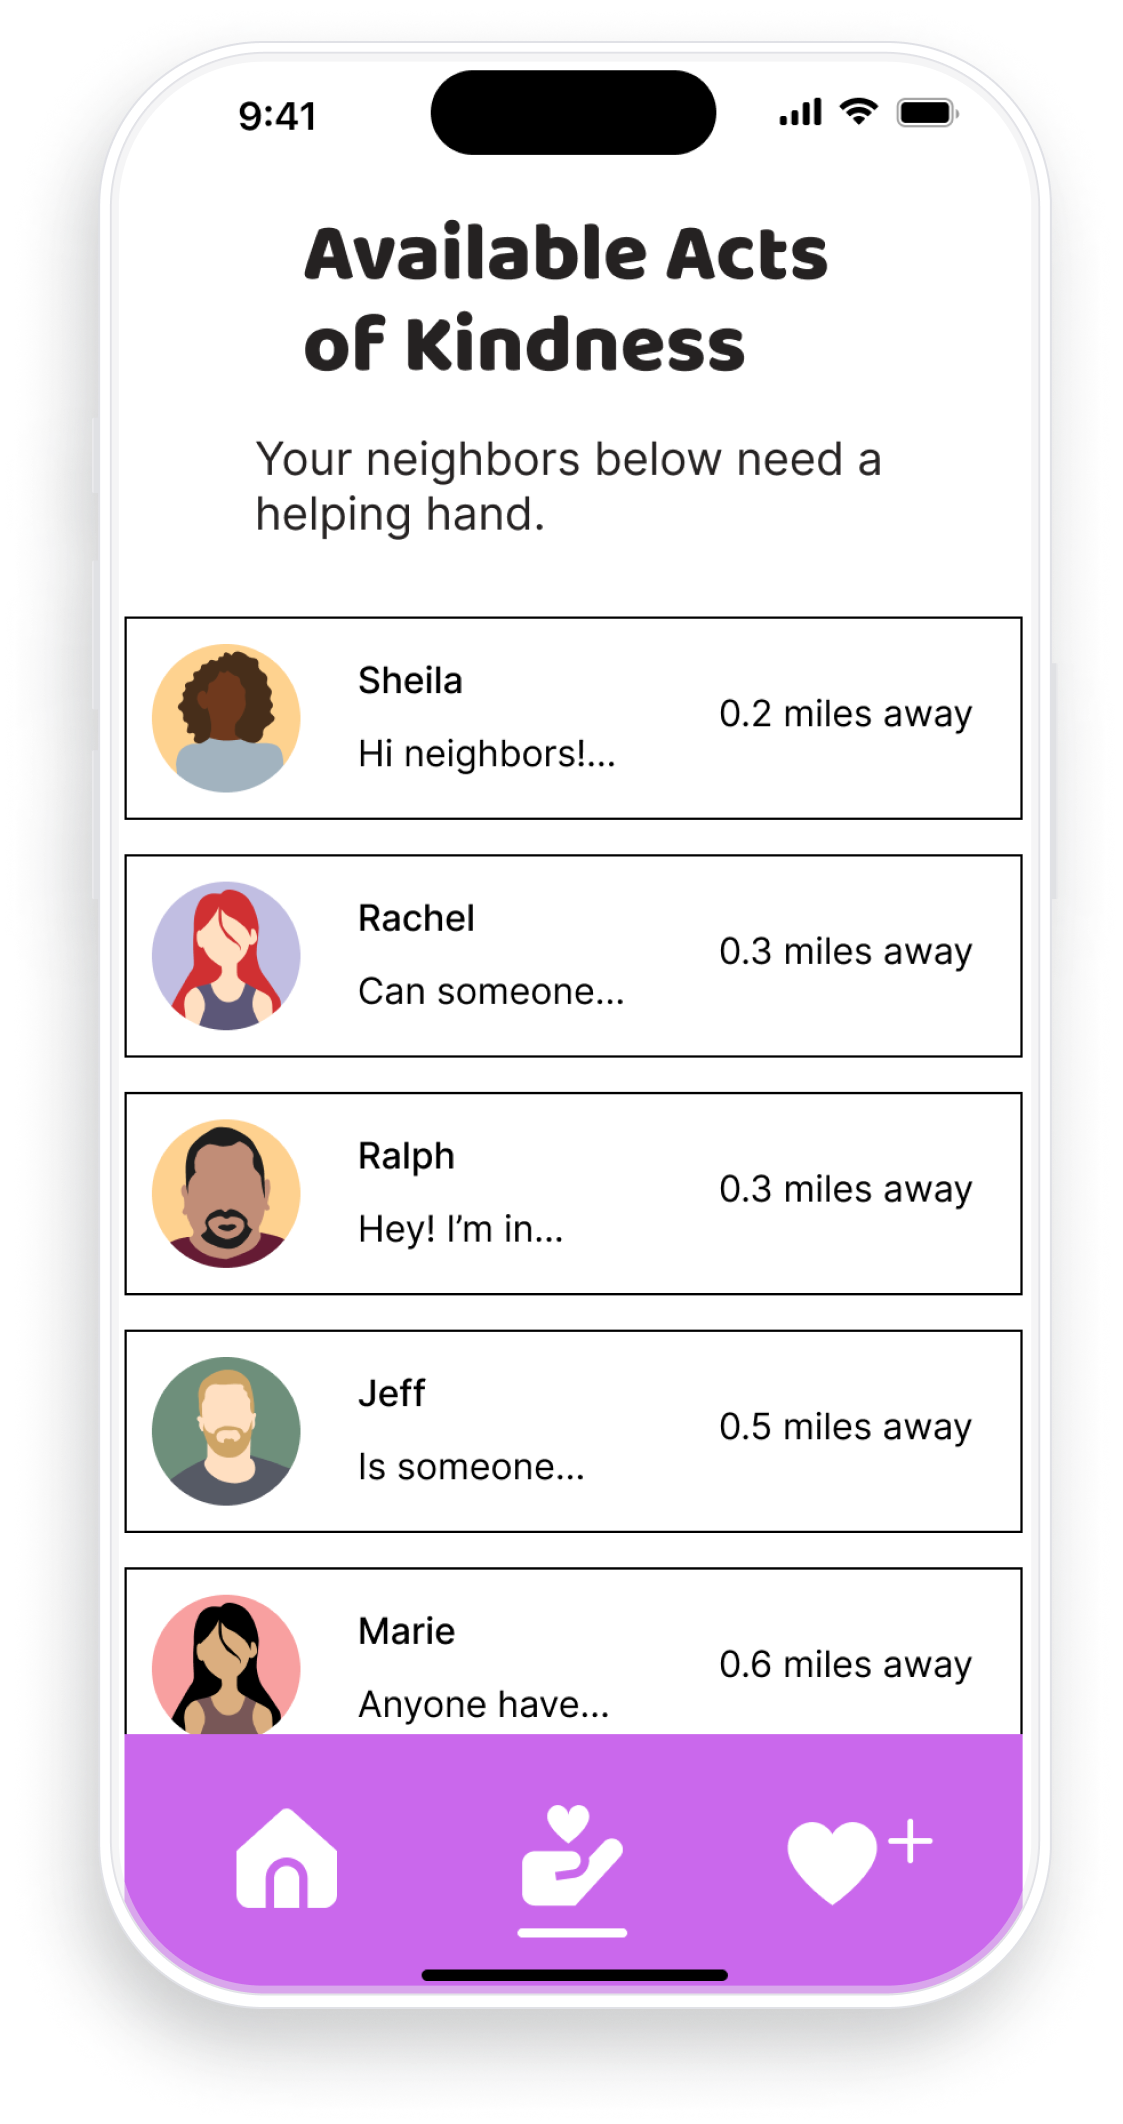 9:41
Available Acts
of Kindness
Your neighbors below need a
helping hand.
Sheila
Hi neighbors!...
0.2 miles away
Rachel
Can someone...
0.3 miles away
Ralph
Hey! I’m in...
0.3 miles away
Jeff
Is someone...
0.5 miles away
Marie
Anyone have...
0.6 miles away